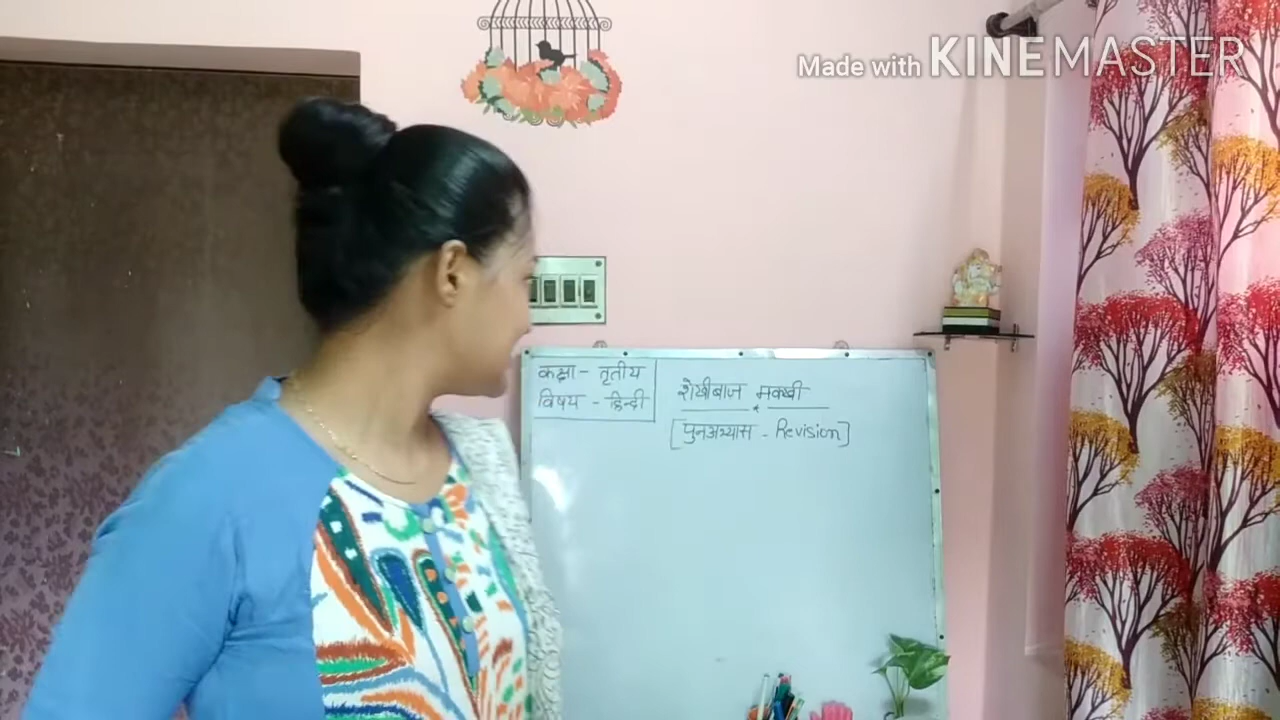 Made with KINEMASTER
कक्षा - तृतीय
विषय - हिन्दी
शेखीबाज मक्खी
[पुनअभ्यास - Revision]